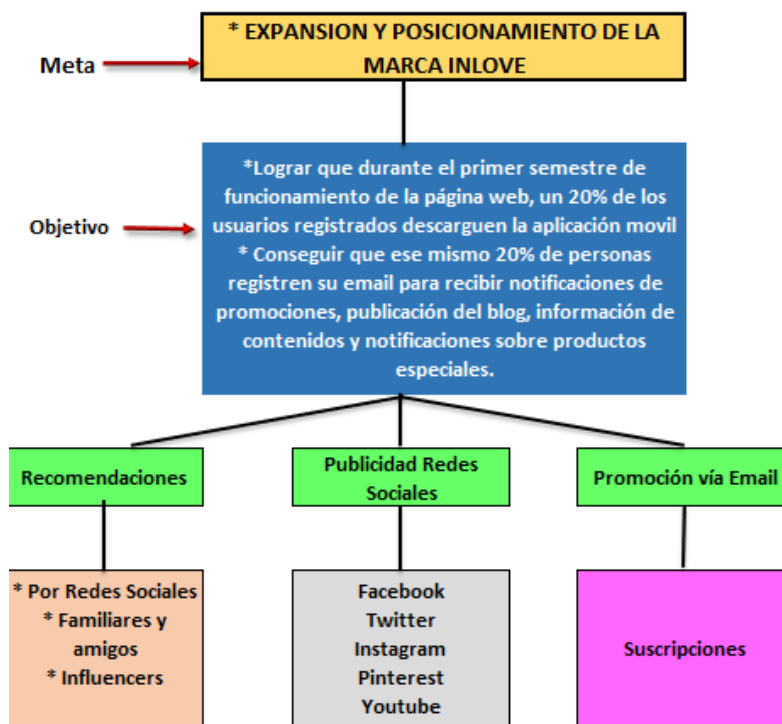 * EXPANSION Y POSICIONAMIENTO DE LA
MARCA INLOVE
Meta
*Lograr que durante el primer semestre de
funcionamiento de la página web, un 20% de los
usuarios registrados descarguen la aplicación movil
* Conseguir que ese mismo 20% de personas
registren su email para recibir notificaciones de
promociones, publicación del blog, información de
contenidos y notificaciones sobre productos
especiales.
Objetivo
Recomendaciones
Publicidad Redes
Sociales
Promoción vía Email
* Por Redes Sociales
* Familiares y
amigos
* Influencers
Facebook
Twitter
Instagram
Pinterest
Youtube
Suscripciones